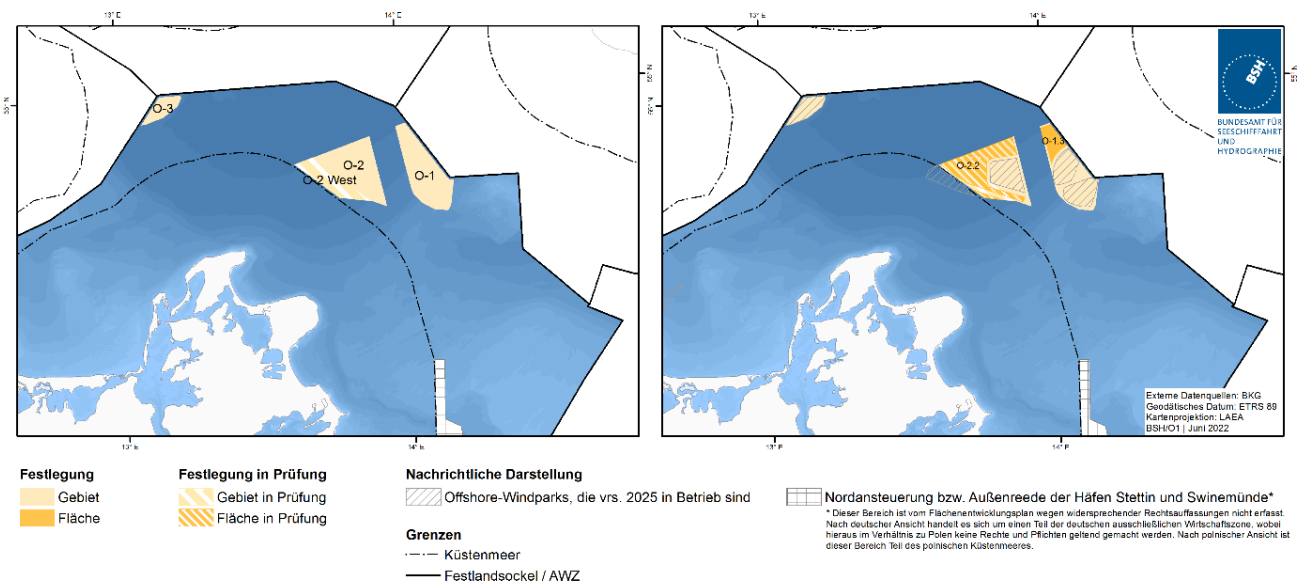 13° E
14° E
55° N
55° N
O-3
O-2
O-2 West
O-1
13° E
14° E
13° E
14° E
55° N
55° N
O-2.2
O-1.3
13° E
14° E
BSH
BUNDESAMT FÜR
SEESCHIFFFAHRT
UND
HYDROGRAPHIE
Externe Datenquellen: BKG
Geodätisches Datum: ETRS 89
Kartenprojektion: LAEA
BSH/O1 | Juni 2022
Festlegung
Gebiet
Fläche
Festlegung in Prüfung
Gebiet in Prüfung
Fläche in Prüfung
Nachrichtliche Darstellung
Offshore-Windparks, die vrs. 2025 in Betrieb sind
Grenzen
Küstenmeer
Festlandsockel / AWZ
Nordansteuerung bzw. Außenreede der Häfen Stettin und Swinemünde*
* Dieser Bereich ist vom Flächenentwicklungsplan wegen widersprechender Rechtsauffassungen nicht erfasst.
Nach deutscher Ansicht handelt es sich um einen Teil der deutschen ausschließlichen Wirtschaftszone, wobei
hieraus im Verhältnis zu Polen keine Rechte und Pflichten geltend gemacht werden. Nach polnischer Ansicht ist
dieser Bereich Teil des polnischen Küstenmeeres.